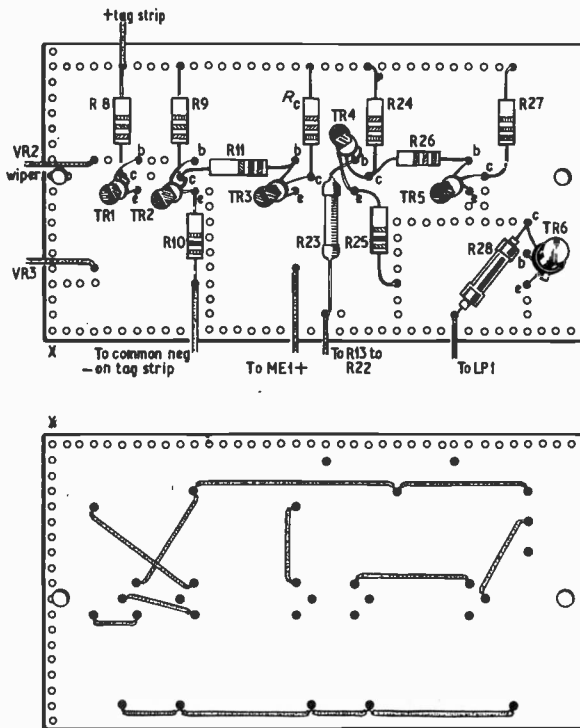 +tag strip
R8
R9
Rc
TR4
R24
R27
R11
R26
VR2
wiper
b
b
b
b
b
c
c
c
c
c
e
e
e
e
TR1
TR2
TR3
TR5
R10
R23
R25
R28
c
TR6
b
e
VR3
X
To common neg
– on tag strip
To ME1+
To R13 to
R22
To LP1
X